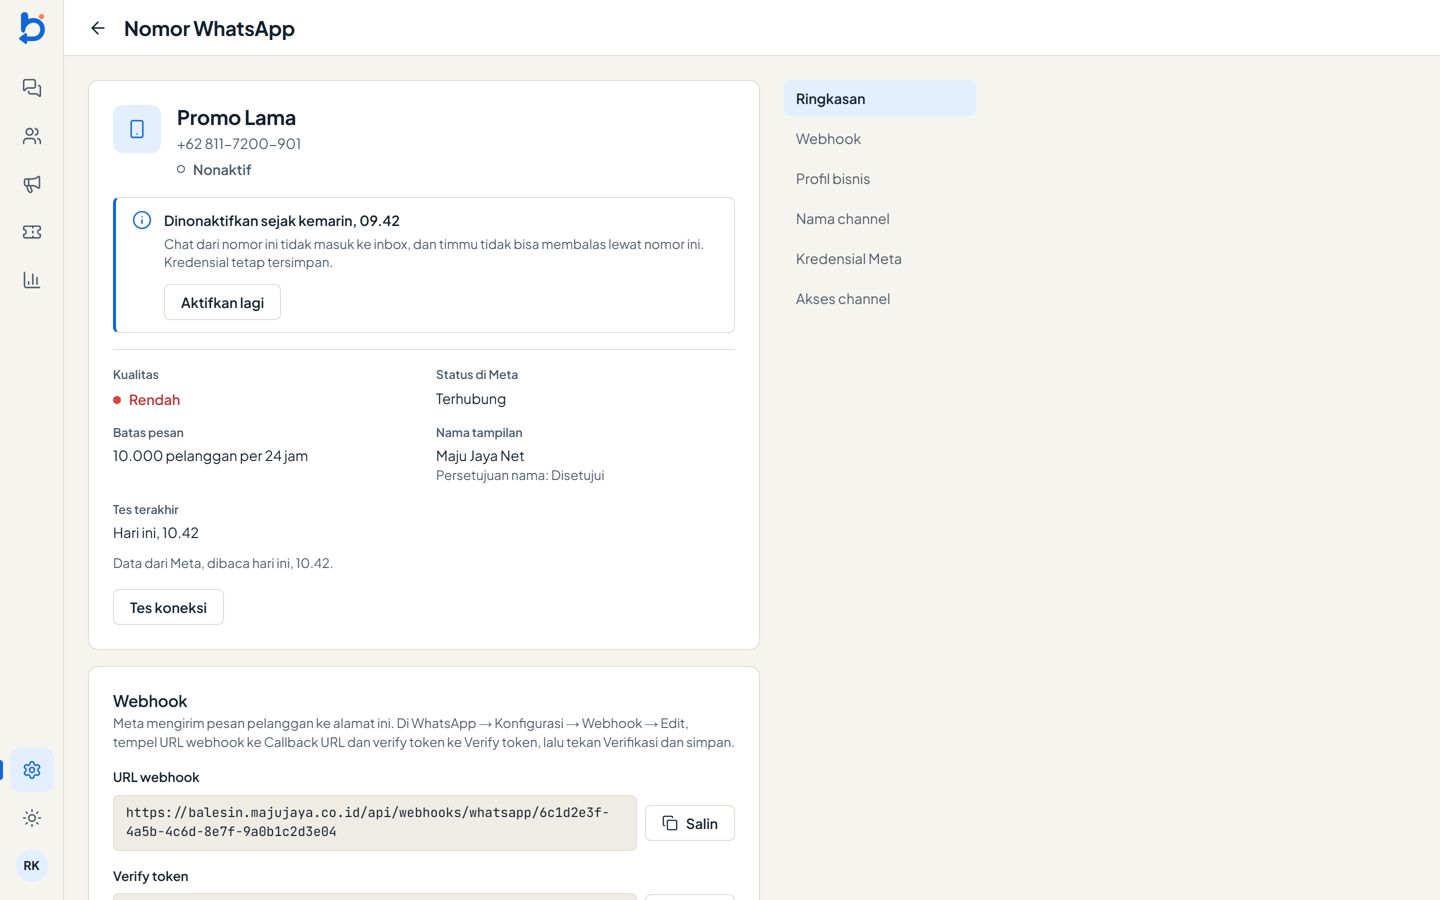 Nomor WhatsApp
Promo Lama
+62 811-7200-901
Nonaktif
Dinonaktifkan sejak kemarin, 09.42
Chat dari nomor ini tidak masuk ke inbox, dan timmu tidak bisa membalas lewat nomor ini.
Kredensial tetap tersimpan.
Aktifkan lagi
Kualitas
Rendah
Status di Meta
Terhubung
Batas pesan
10.000 pelanggan per 24 jam
Nama tampilan
Maju Jaya Net
Persetujuan nama: Disetujui
Tes terakhir
Hari ini, 10.42
Data dari Meta, dibaca hari ini, 10.42.
Tes koneksi
Webhook
Meta mengirim pesan pelanggan ke alamat ini. Di WhatsApp → Konfigurasi → Webhook → Edit,
tempel URL webhook ke Callback URL dan verify token ke Verify token, lalu tekan Verifikasi dan simpan.
URL webhook
https://balesin.majujaya.co.id/api/webhooks/whatsapp/6c1d2e3f-
4a5b-4c6d-8e7f-9a0b1c2d3e04
Salin
Verify token
Ringkasan
Webhook
Profil bisnis
Nama channel
Kredensial Meta
Akses channel
RK